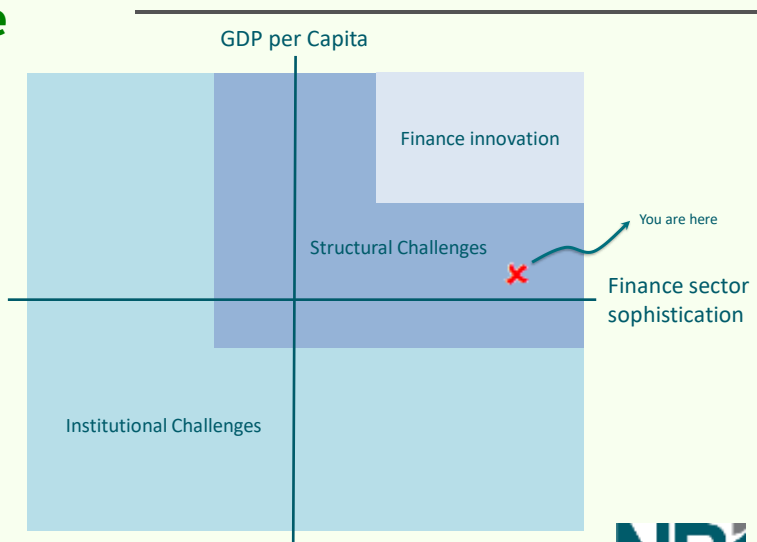 e
GDP per Capita
Finance innovation
You are here
Structural Challenges
Finance sector
sophistication
Institutional Challenges